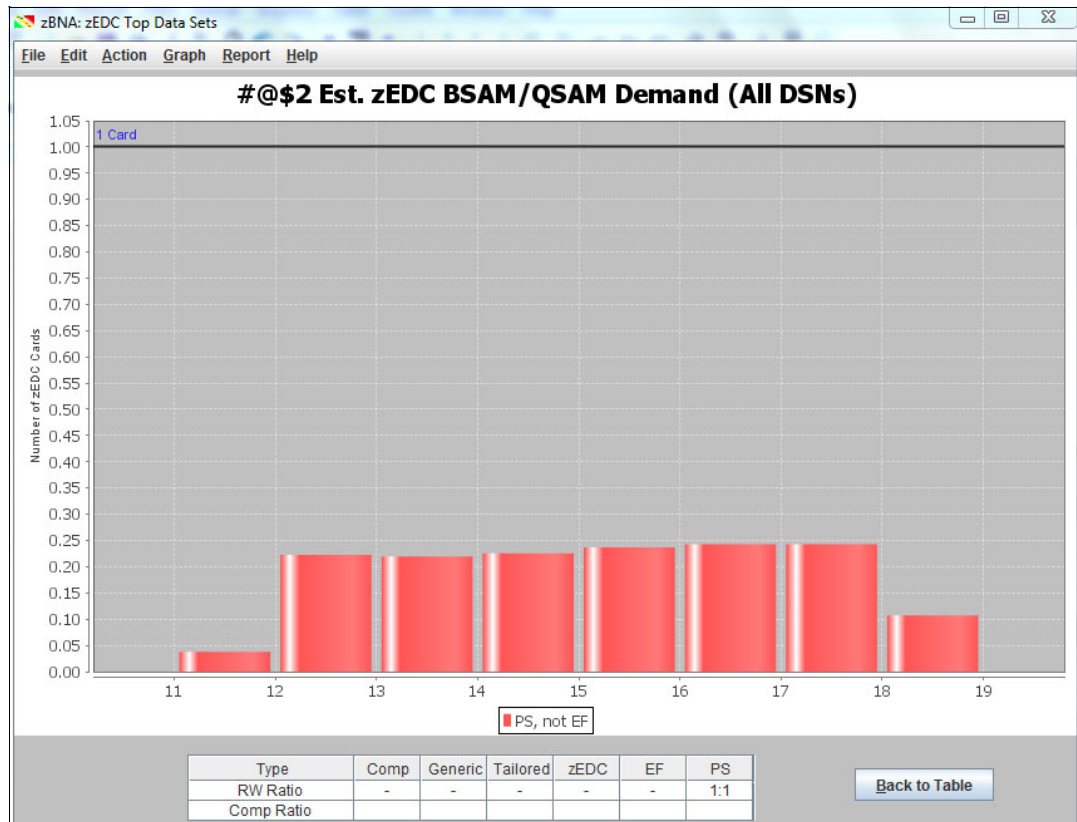 zBNA: zEDC Top Data Sets
File Edit Action Graph Report Help
#@$2 Est. zEDC BSAM/QSAM Demand (All DSNs)
1 Card
Number of zEDC Cards
1.05
1.00
0.95
0.90
0.85
0.80
0.75
0.70
0.65
0.60
0.55
0.50
0.45
0.40
0.35
0.30
0.25
0.20
0.15
0.10
0.05
0.00
11 12 13 14 15 16 17 18 19
PS, not EF
Type Comp Generic Tailored zEDC EF PS
RW Ratio - - - - - 1:1
Comp Ratio
Back to Table